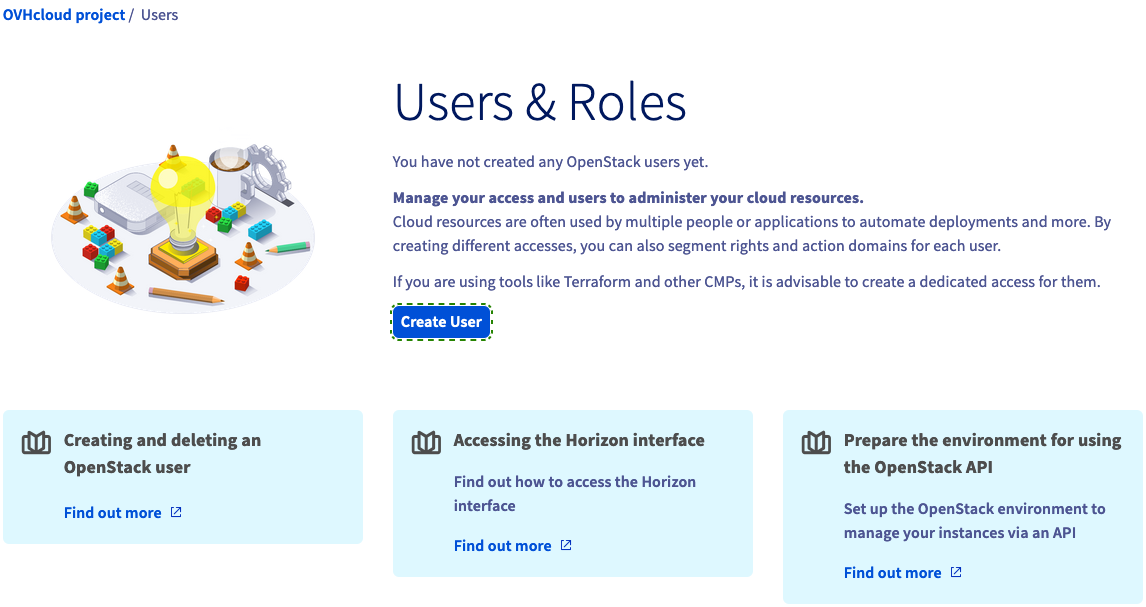 OVHcloud project / Users
Users & Roles
You have not created any OpenStack users yet.
Manage your access and users to administer your cloud resources.
Cloud resources are often used by multiple people or applications to automate deployments and more. By
creating different accesses, you can also segment rights and action domains for each user.
If you are using tools like Terraform and other CMPs, it is advisable to create a dedicated access for them.
Create User
Creating and deleting an
OpenStack user
Find out more
Accessing the Horizon interface
Find out how to access the Horizon
interface
Find out more
Prepare the environment for using
the OpenStack API
Set up the OpenStack environment to
manage your instances via an API
Find out more